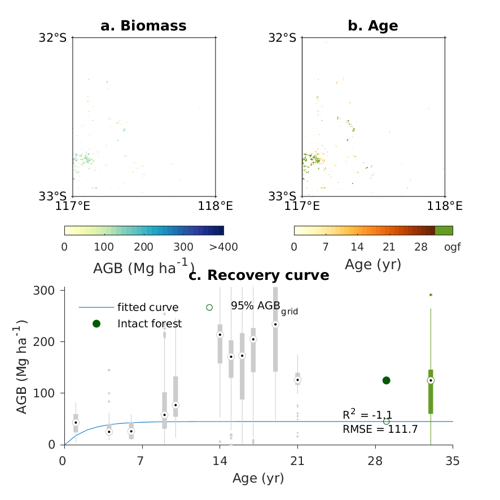 a. Biomass
b. Age
32°S
32°S
33°S
33°S
117°E
118°E
117°E
118°E
0 100 200 300 >400
0 7 14 21 28 ogf
AGB (Mg ha⁻¹)
Age (yr)
c. Recovery curve
300
200
100
0
AGB (Mg ha⁻¹)
fitted curve
95% AGB_grid
Intact forest
R² = -1.1
RMSE = 111.7
0 7 14 21 28 35
Age (yr)